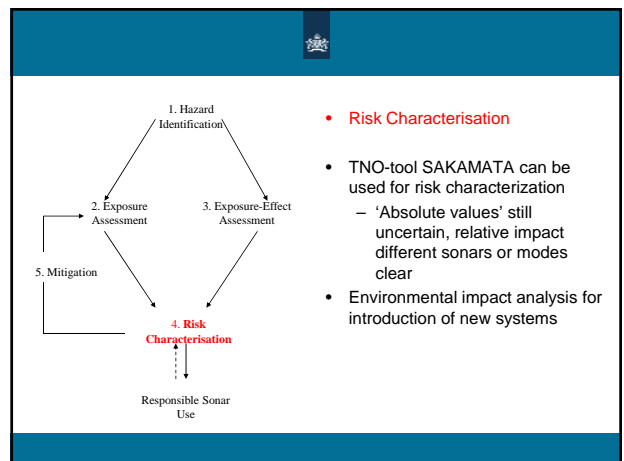 1. Hazard
Identification
2. Exposure
Assessment
3. Exposure-Effect
Assessment
5. Mitigation
4. Risk
Characterisation
Responsible Sonar
Use
• Risk Characterisation
• TNO-tool SAKAMATA can be
used for risk characterization
– ‘Absolute values’ still
uncertain, relative impact
different sonars or modes
clear
• Environmental impact analysis for
introduction of new systems